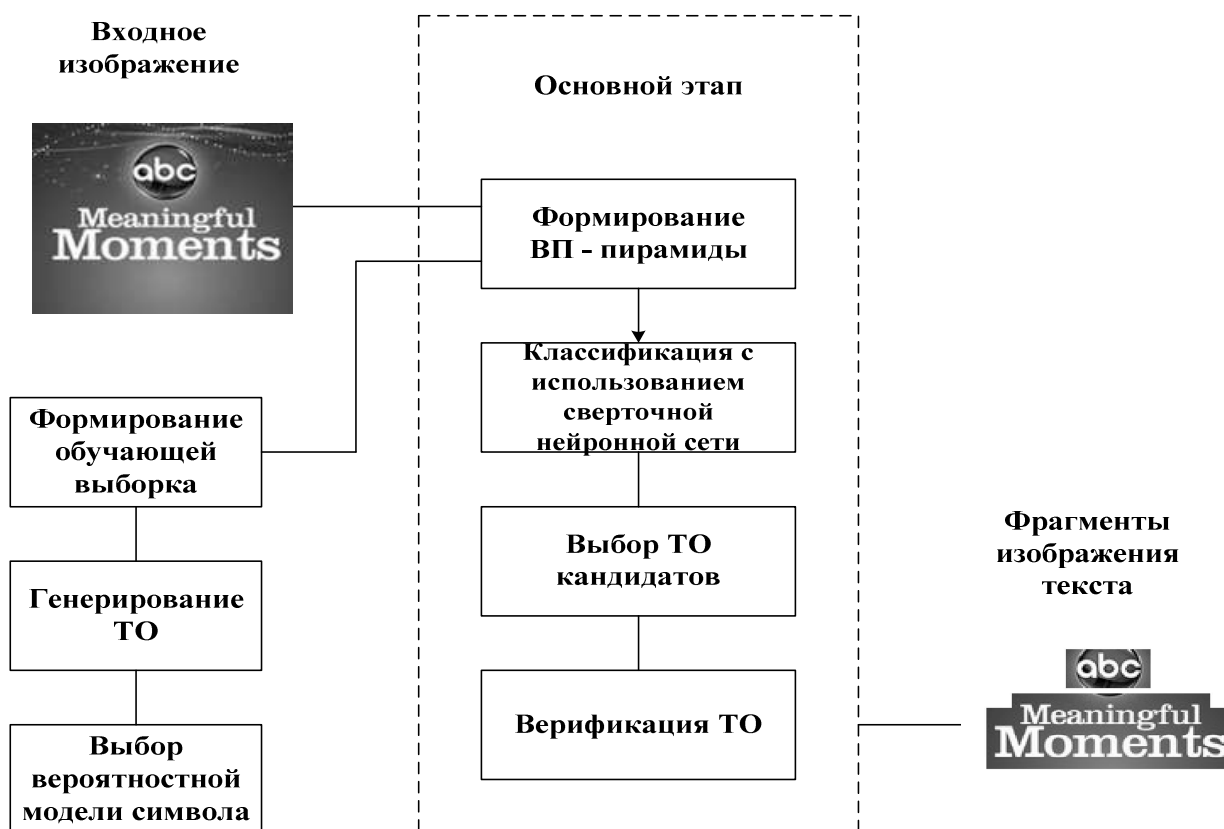 Входное
изображение
abc
Meaningful
Moments
Основной этап
Формирование
ВП - пирамиды
Классификация с
использованием
сверточной
нейронной сети
Выбор ТО
кандидатов
Верификация ТО
Формирование
обучающей
выборка
Генерирование
ТО
Выбор
вероятностной
модели символа
Фрагменты
изображения
текста
abc
Meaningful
Moments